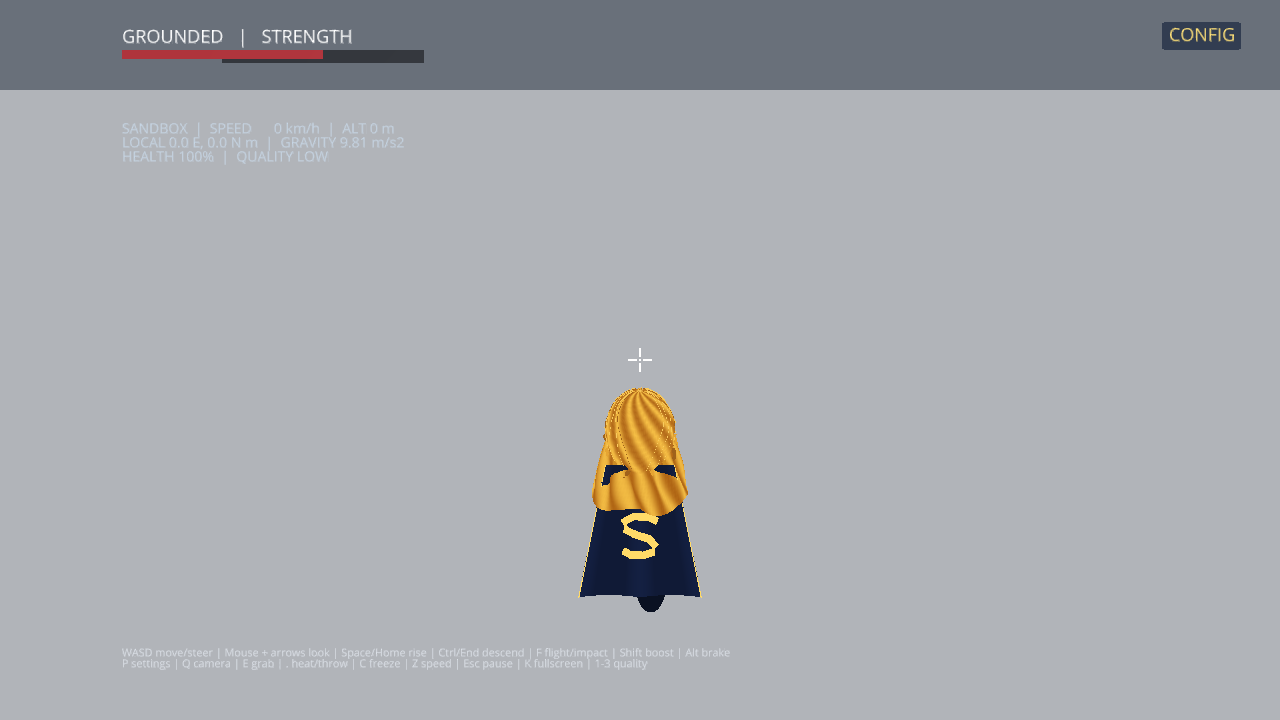 GROUNDED | STRENGTH
CONFIG
SANDBOX | SPEED 0 km/h | ALT 0 m
LOCAL 0.0 E, 0.0 N m | GRAVITY 9.81 m/s2
HEALTH 100% | QUALITY LOW
S
WASD move/steer | Mouse + arrows look | Space/Home rise | Ctrl/End descend | F flight/impact | Shift boost | Alt brake
P settings | Q camera | E grab | . heat/throw | C freeze | Z speed | Esc pause | K fullscreen | 1-3 quality